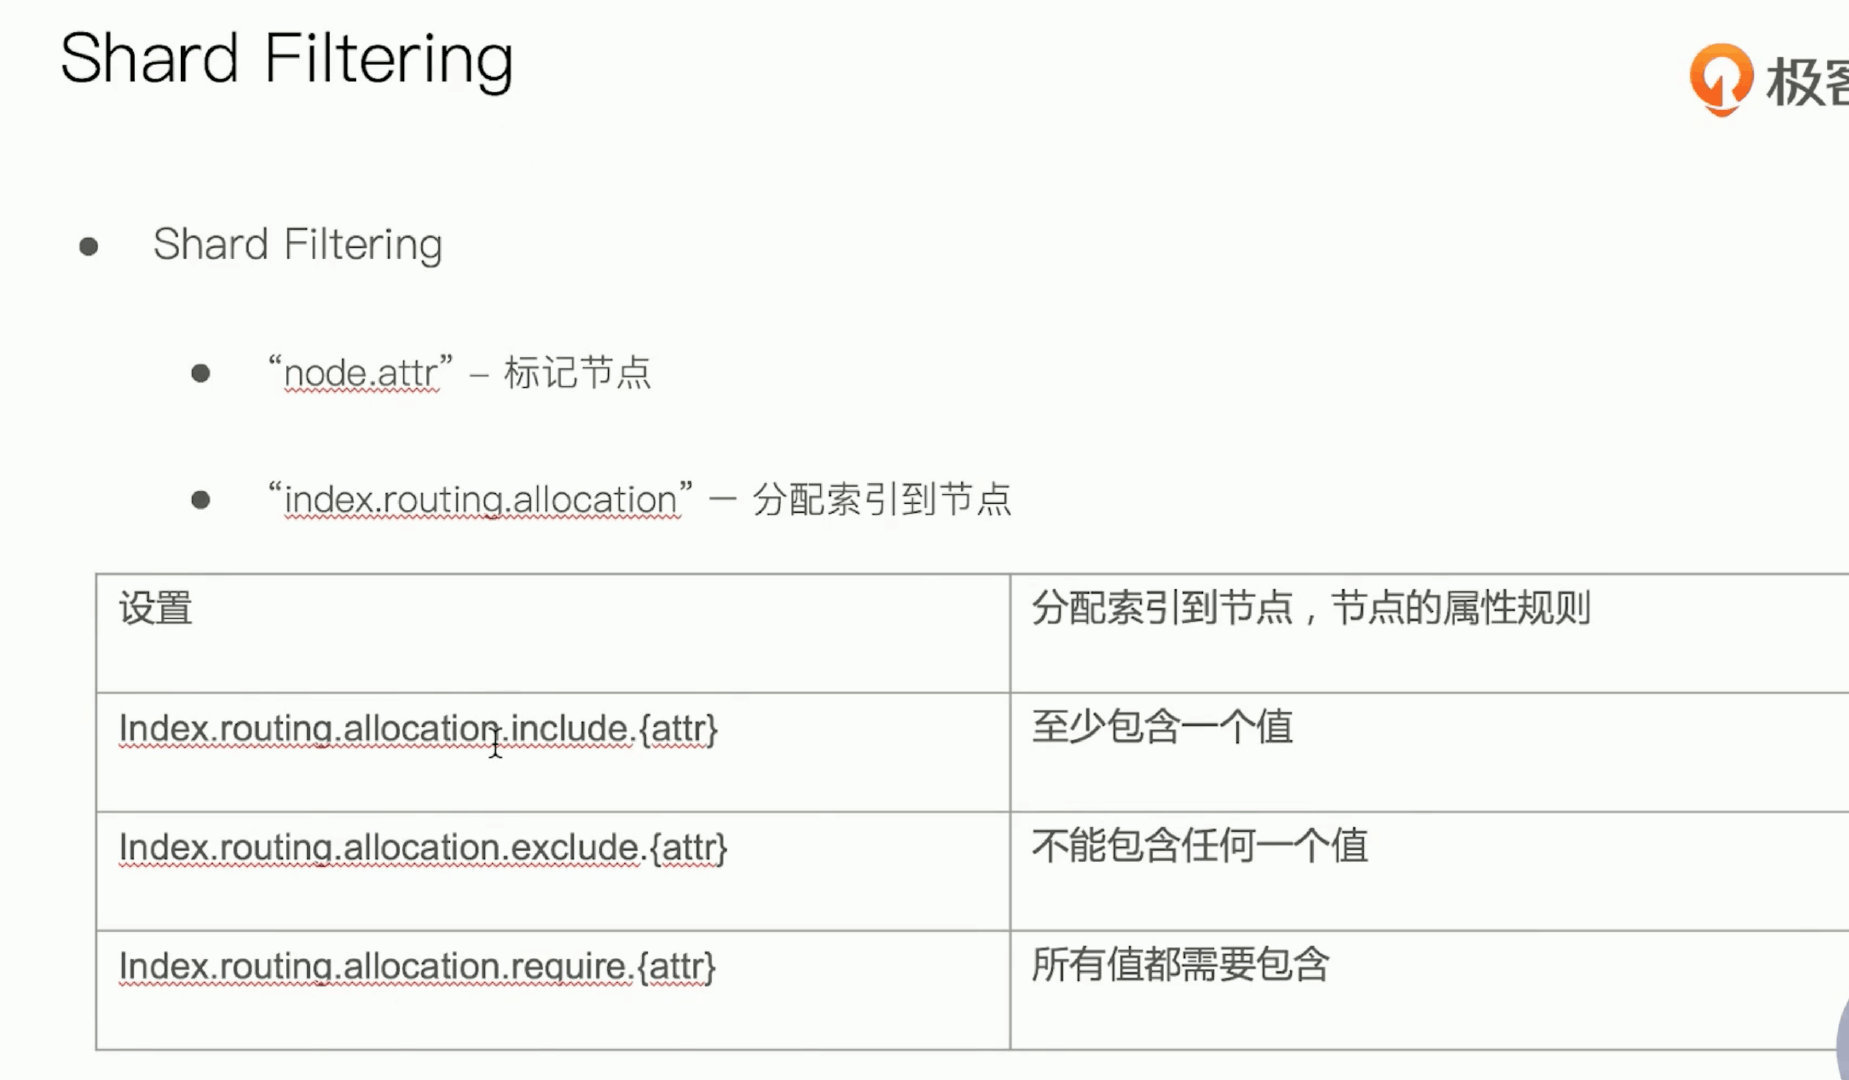 Shard Filtering
极客
Shard Filtering
“node.attr” – 标记节点
“index.routing.allocation” – 分配索引到节点
设置
分配索引到节点，节点的属性规则
Index.routing.allocation.include.{attr}
至少包含一个值
Index.routing.allocation.exclude.{attr}
不能包含任何一个值
Index.routing.allocation.require.{attr}
所有值都需要包含